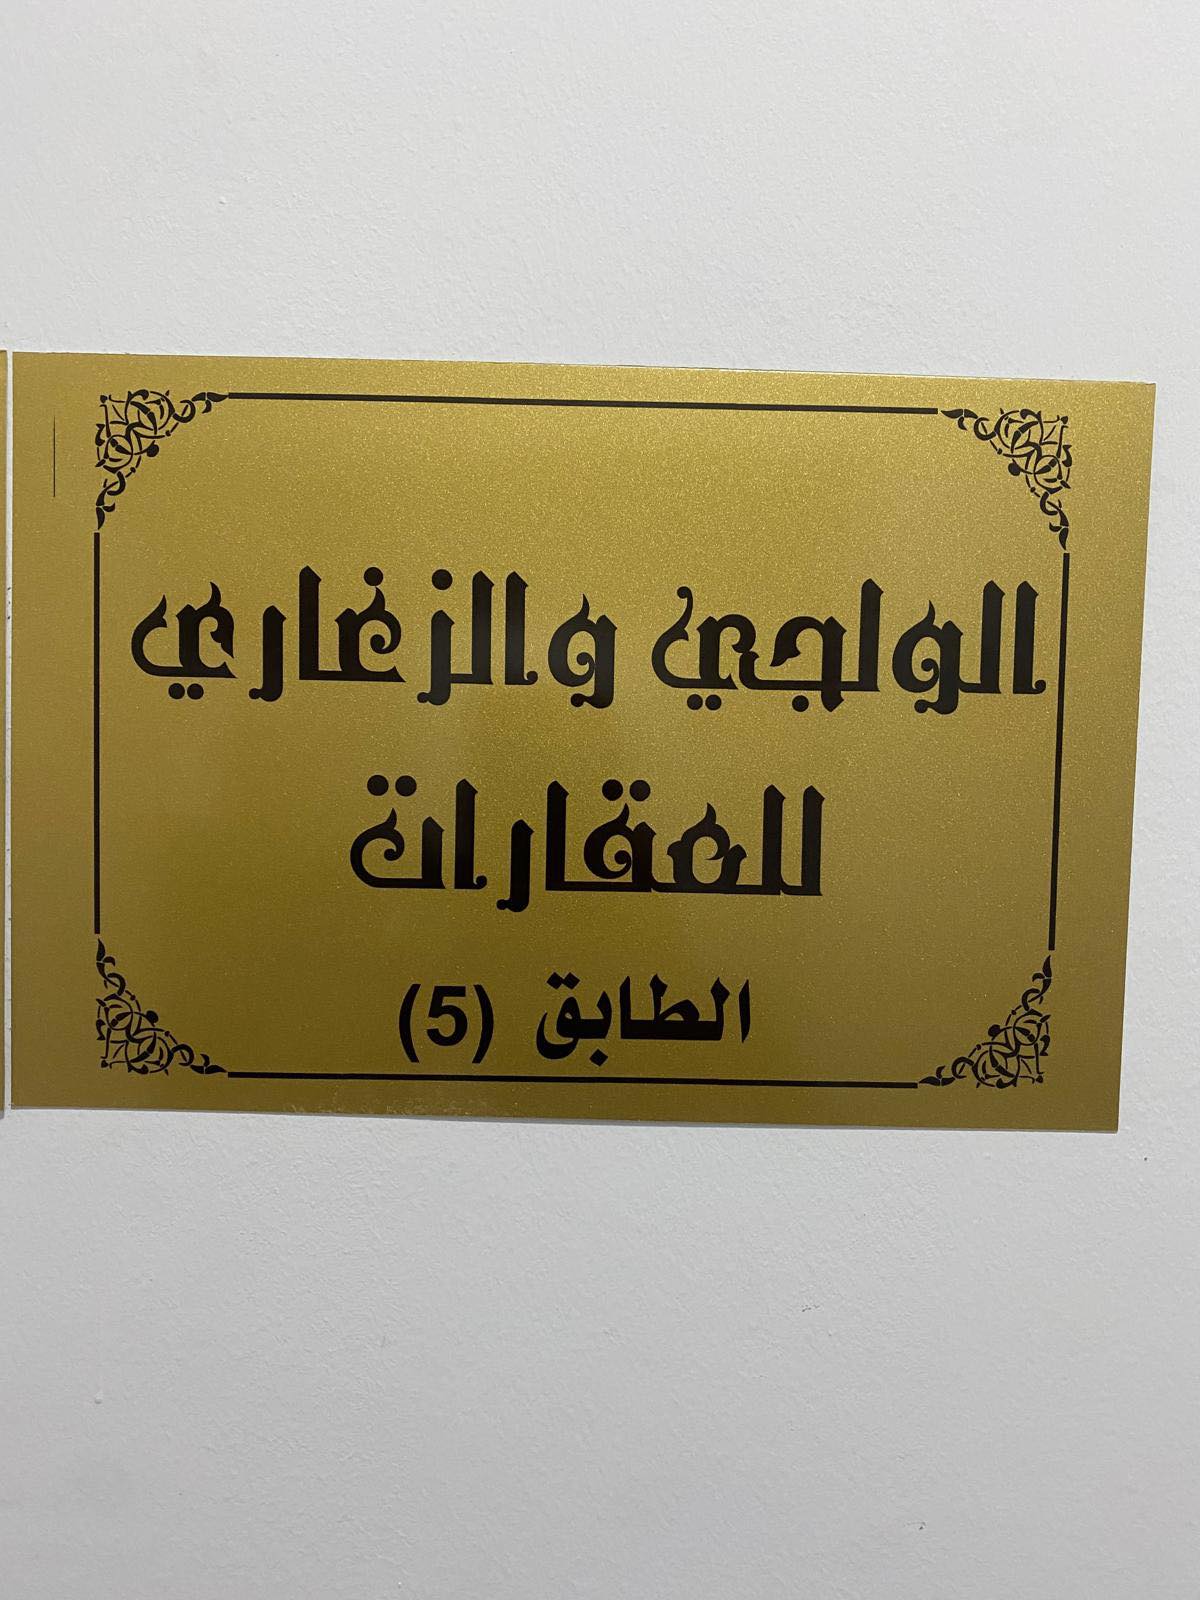 الولجي والزغاري
للعقارات
الطابق (5)